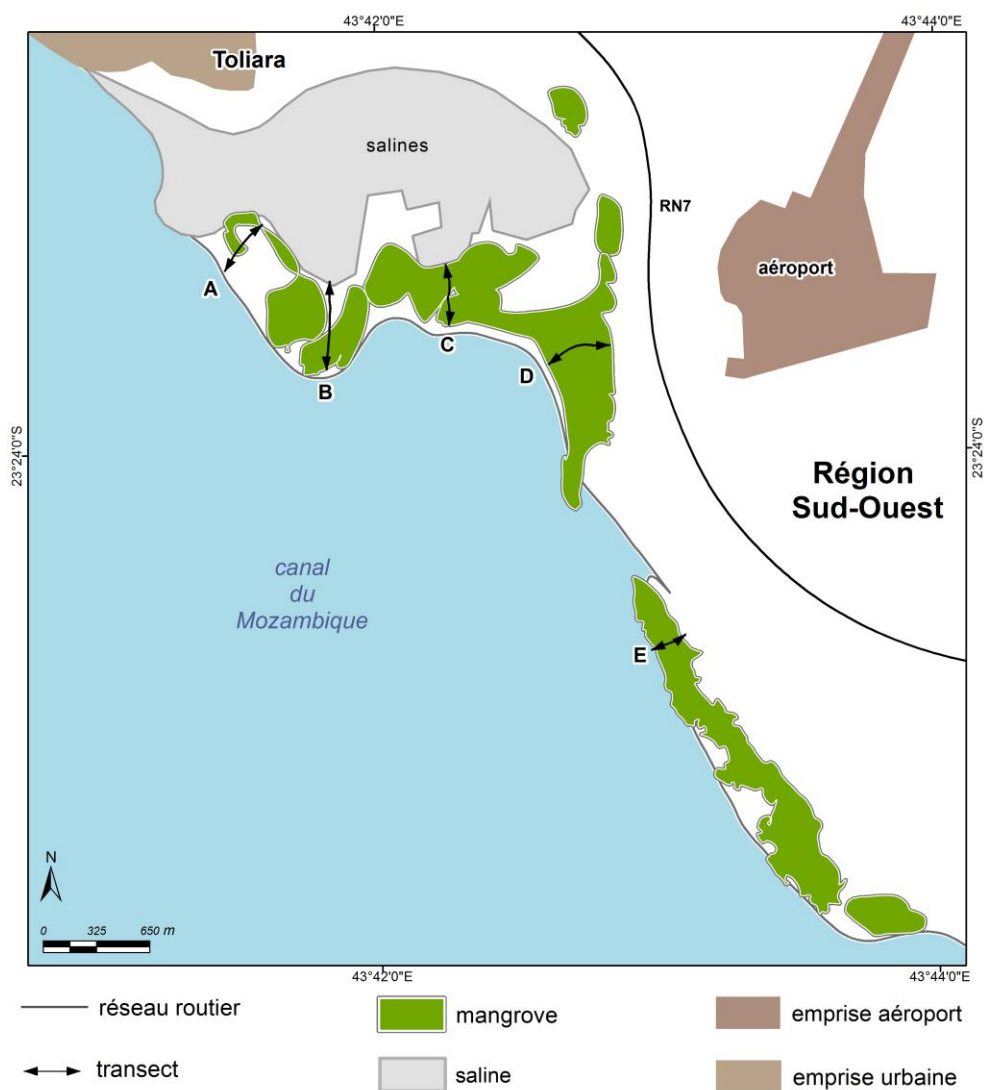 43°42'0"E
43°44'0"E
Toliara
salines
RN7
aéroport
A
B
C
D
23°24'0"S
23°24'0"S
Région
Sud-Ouest
canal
du
Mozambique
E
N
0 325 650 m
43°42'0"E
43°44'0"E
réseau routier
mangrove
emprise aéroport
transect
saline
emprise urbaine